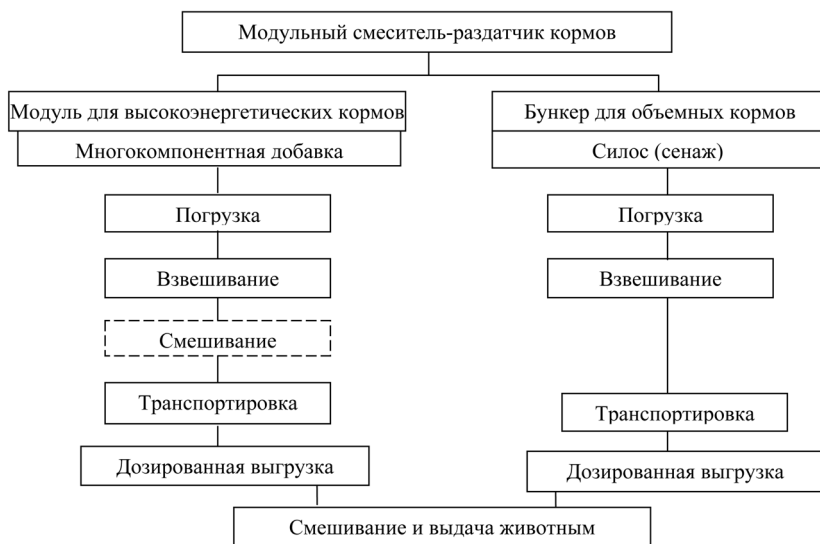 Модульный смеситель-раздатчик кормов
Модуль для высокоэнергетических кормов
Многокомпонентная добавка
Погрузка
Взвешивание
Смешивание
Транспортировка
Дозированная выгрузка
Бункер для объемных кормов
Силос (сенаж)
Погрузка
Взвешивание
Транспортировка
Дозированная выгрузка
Смешивание и выдача животным